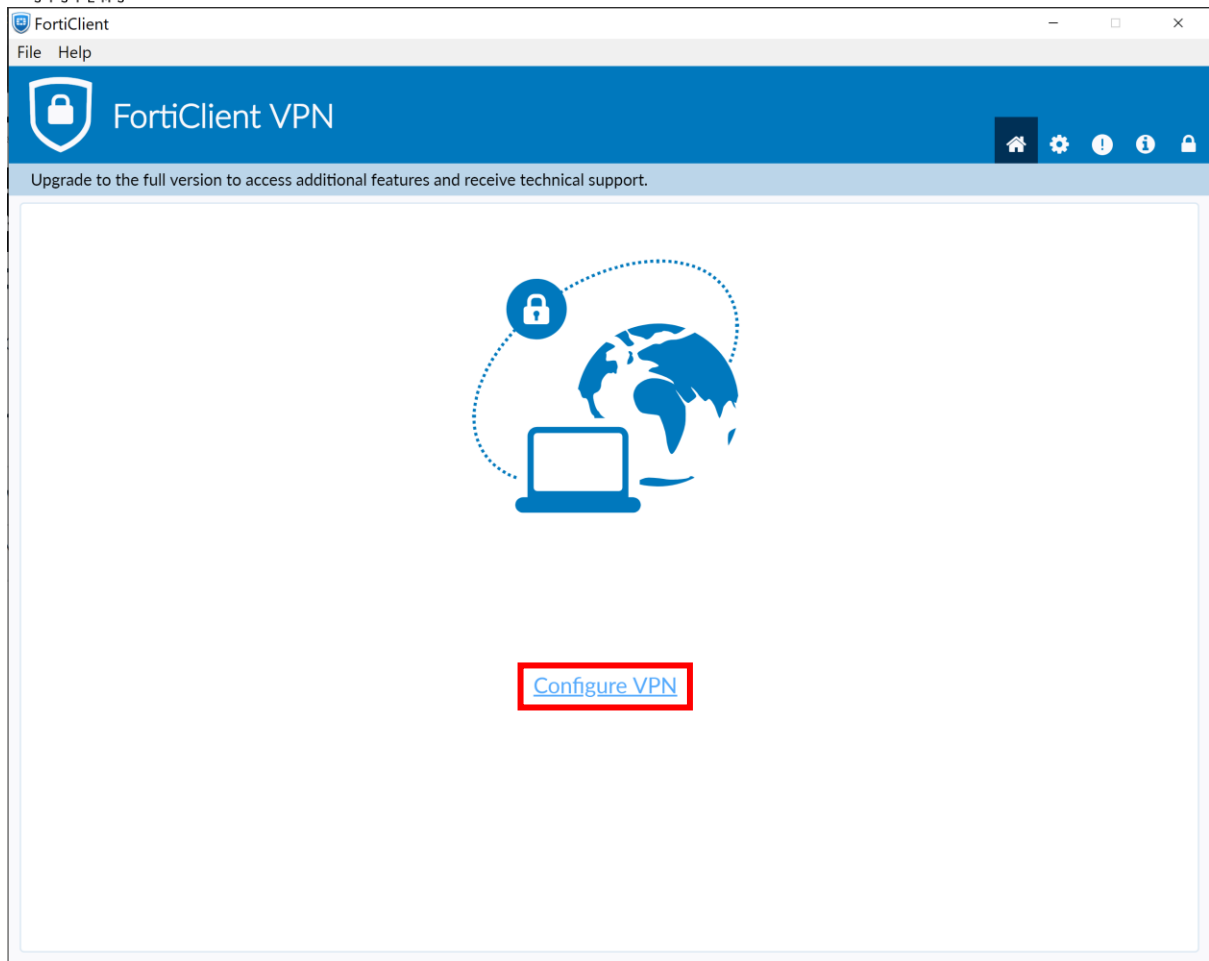 SYSTEMS
FortiClient
File Help
FortiClient VPN
Upgrade to the full version to access additional features and receive technical support.
Configure VPN